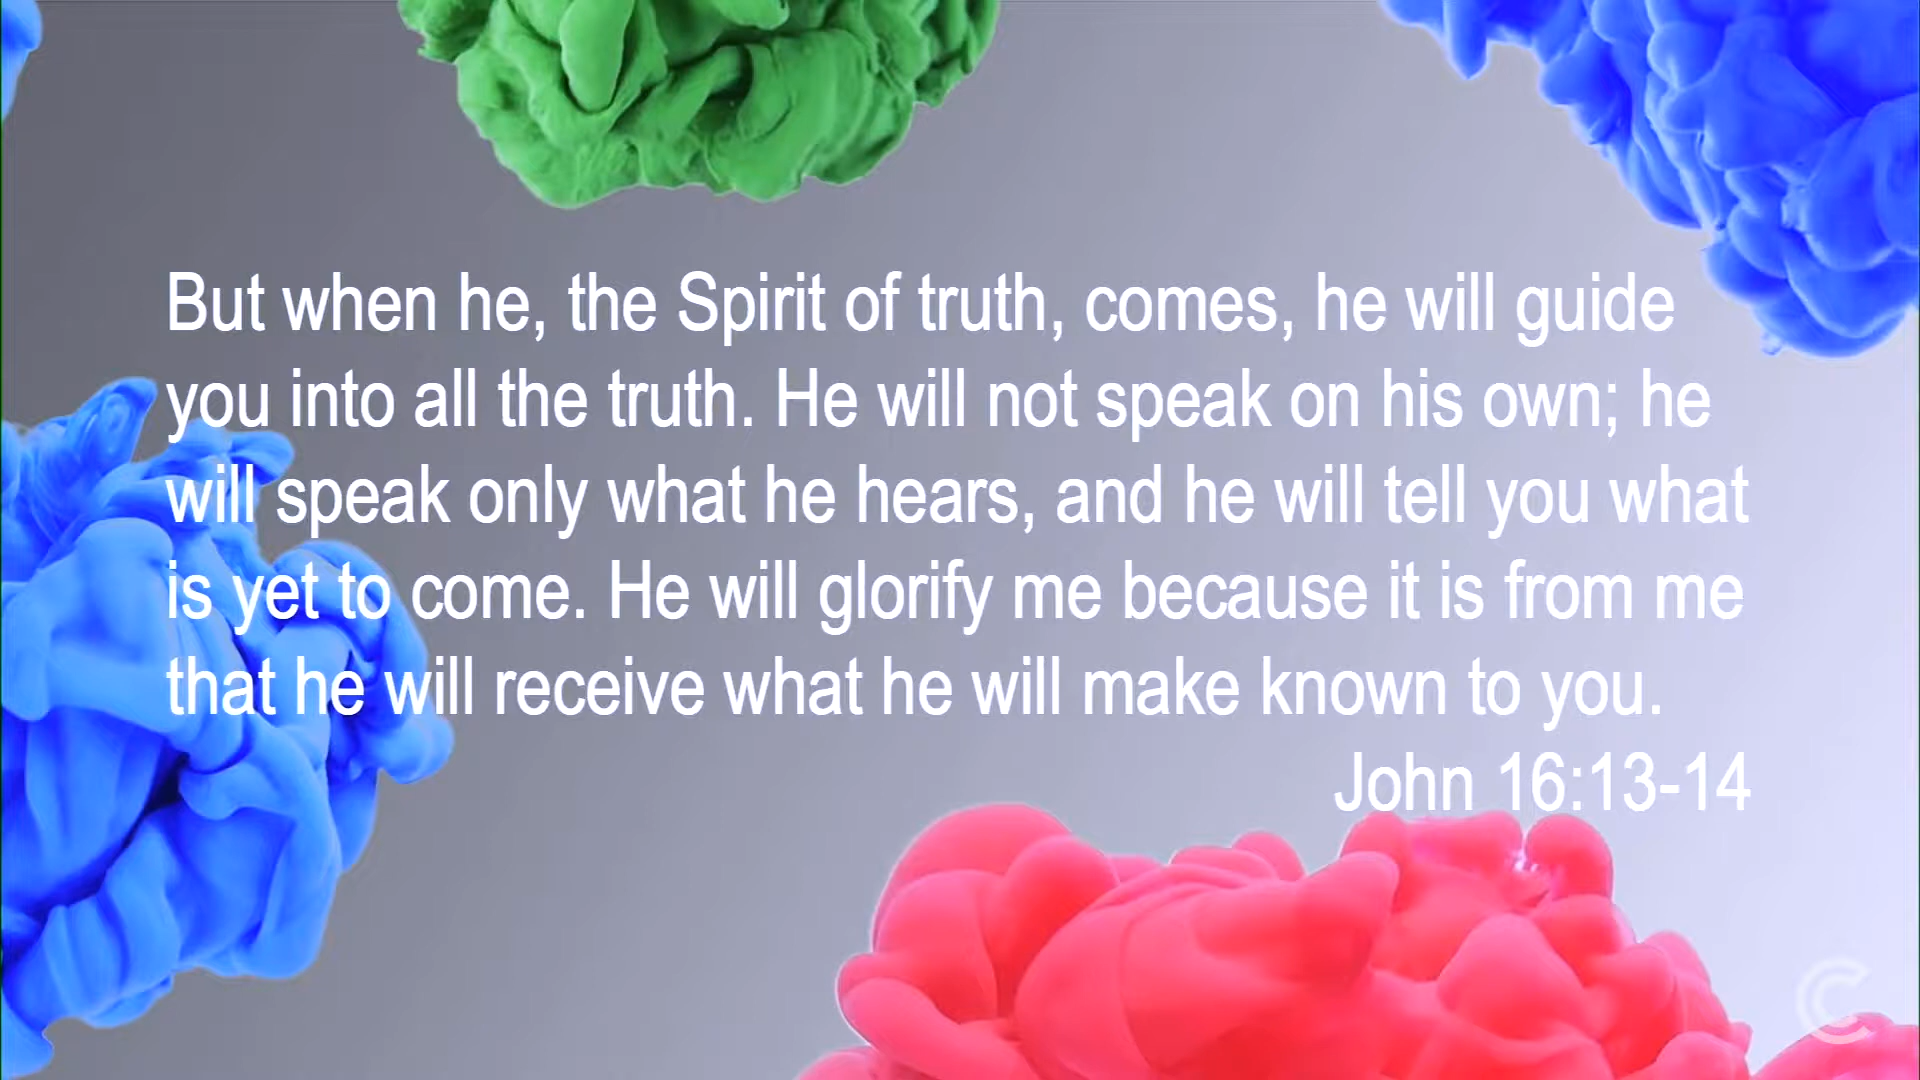 But when he, the Spirit of truth, comes, he will guide
you into all the truth. He will not speak on his own; he
will speak only what he hears, and he will tell you what
is yet to come. He will glorify me because it is from me
that he will receive what he will make known to you.
John 16:13-14